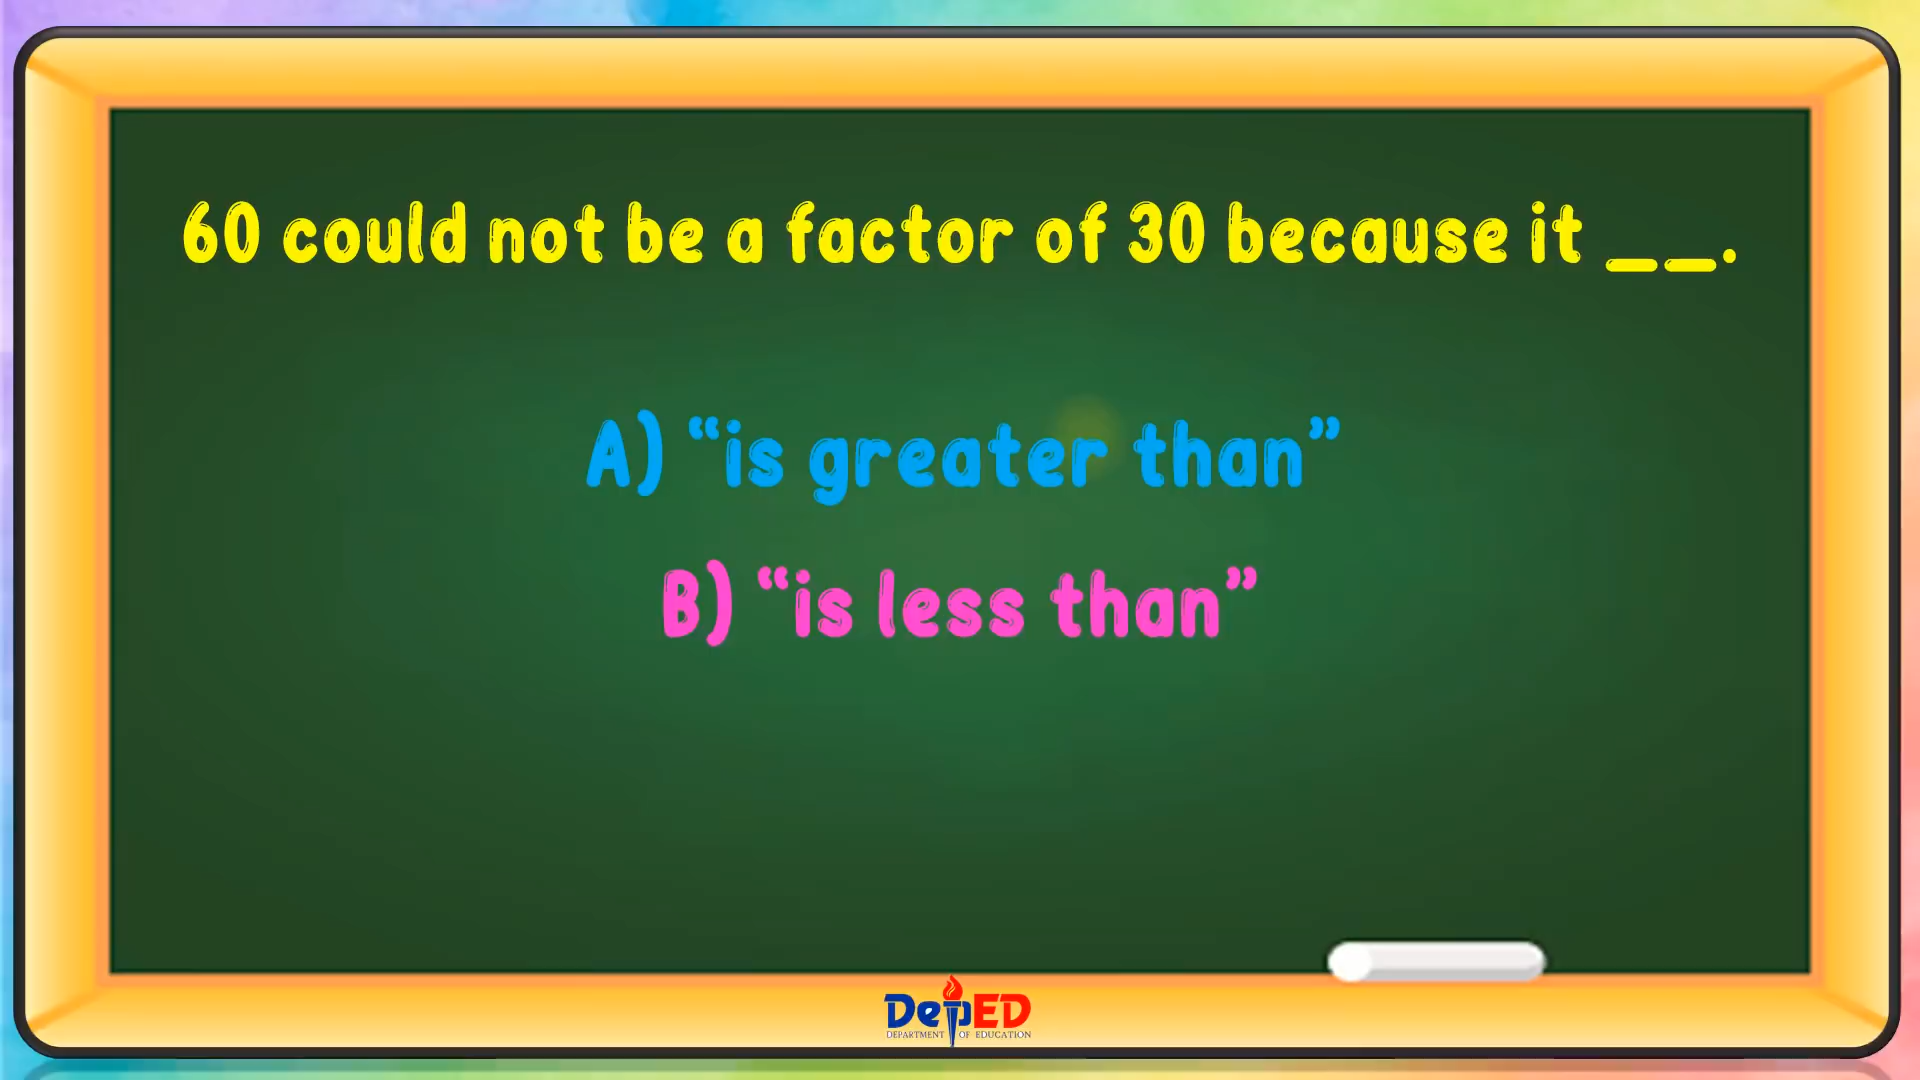 60 could not be a factor of 30 because it __.
A) “is greater than”
B) “is less than”
DepED
DEPARTMENT OF EDUCATION